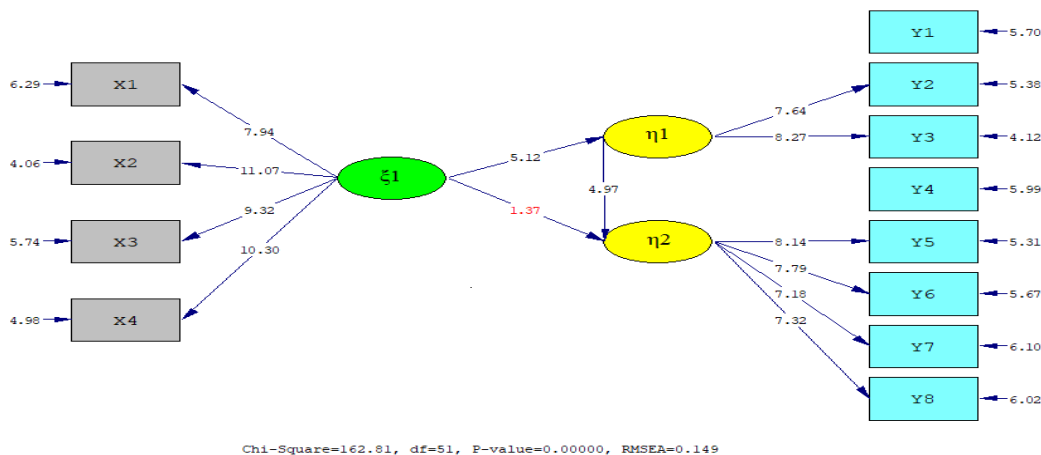 Y1
5.70
6.29
X1
Y2
5.38
7.94
7.64
η1
8.27
Y3
4.12
4.06
X2
11.07
5.12
ξ1
4.97
Y4
5.99
9.32
1.37
5.74
X3
10.30
η2
8.14
Y5
5.31
7.79
7.18
Y6
5.67
7.32
4.98
X4
Y7
6.10
Y8
6.02
Chi-Square=162.81, df=51, P-value=0.00000, RMSEA=0.149